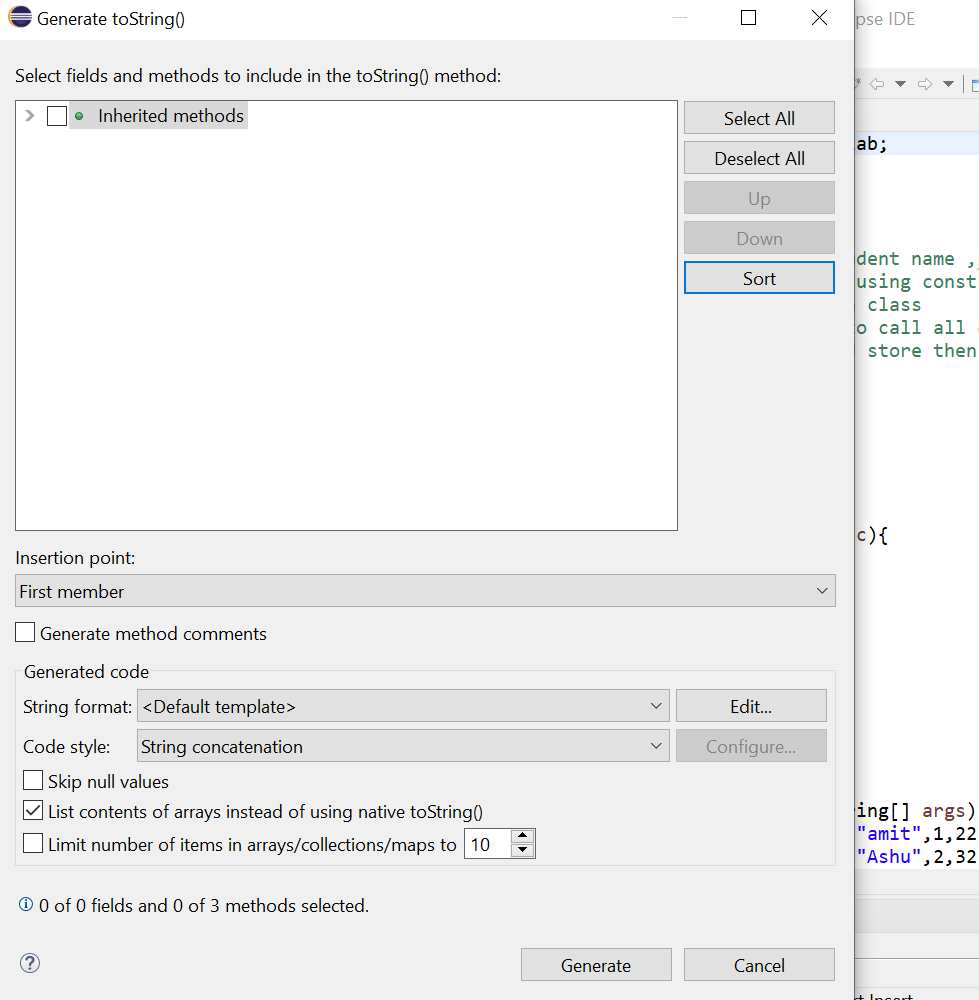 Generate toString()
pse IDE
Select fields and methods to include in the toString() method:
Inherited methods
Select All
Deselect All
Up
Down
Sort
ab;
dent name ,
using const
class
o call all
store then
c){
Insertion point:
First member
Generate method comments
Generated code
String format: <Default template> Edit...
Code style: String concatenation Configure...
Skip null values
List contents of arrays instead of using native toString()
Limit number of items in arrays/collections/maps to 10
ing[] args)
"amit",1,22
"Ashu",2,32
0 of 0 fields and 0 of 3 methods selected.
Generate
Cancel